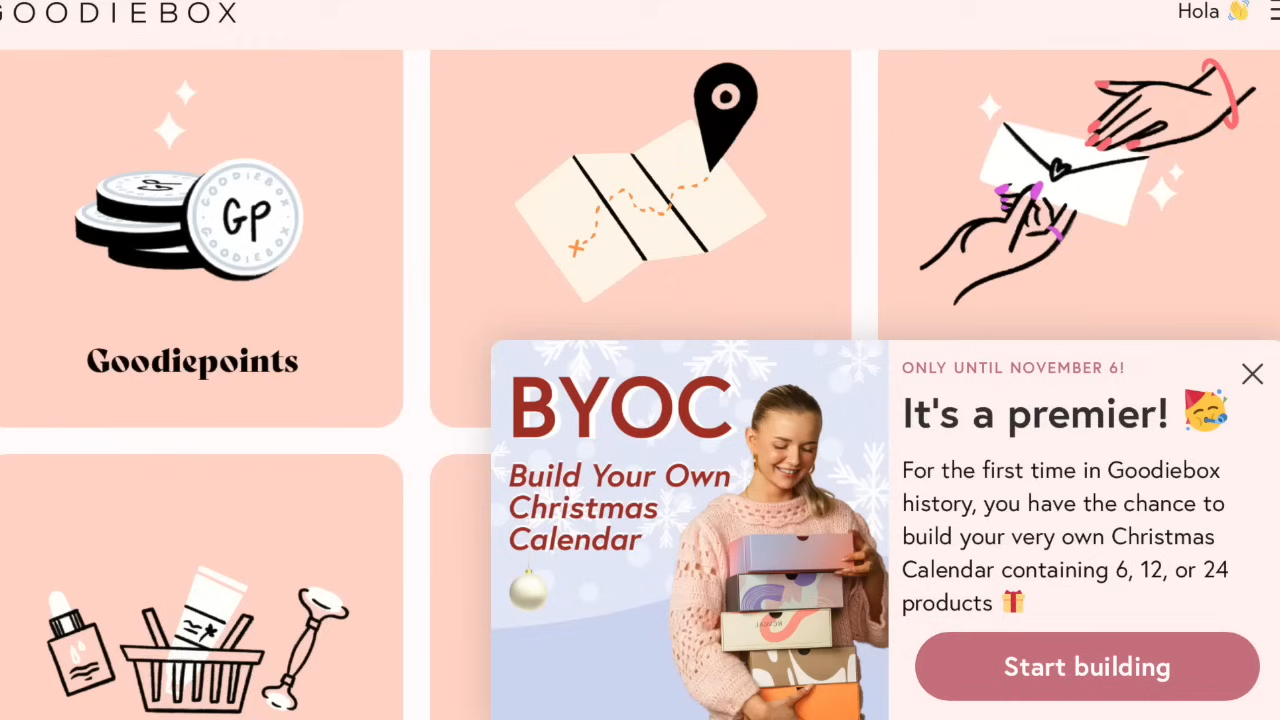 GOODIEBOX
Hola 👋
GP
GOODIEBOX
GOODIEBOX
Goodiepoints
BYOC
Build Your Own
Christmas
Calendar
ONLY UNTIL NOVEMBER 6!
It's a premier! 🥳
For the first time in Goodiebox
history, you have the chance to
build your very own Christmas
Calendar containing 6, 12, or 24
products 🎁
Start building